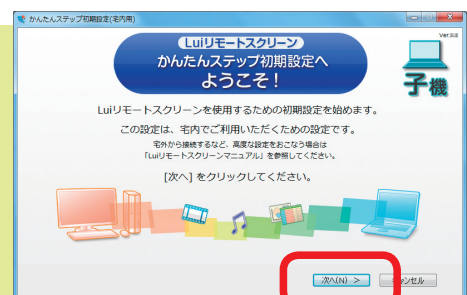 かんたんステップ初期設定(宅内用)
Luiリモートスクリーン
かんたんステップ初期設定へ
ようこそ!
子機
Luiリモートスクリーンを使用するための初期設定を始めます。
この設定は、宅内でご利用いただくための設定です。
宅外から接続するなど、高度な設定をおこなう場合は
「Luiリモートスクリーンマニュアル」を参照してください。
[次へ] をクリックしてください。
次へ(N) >